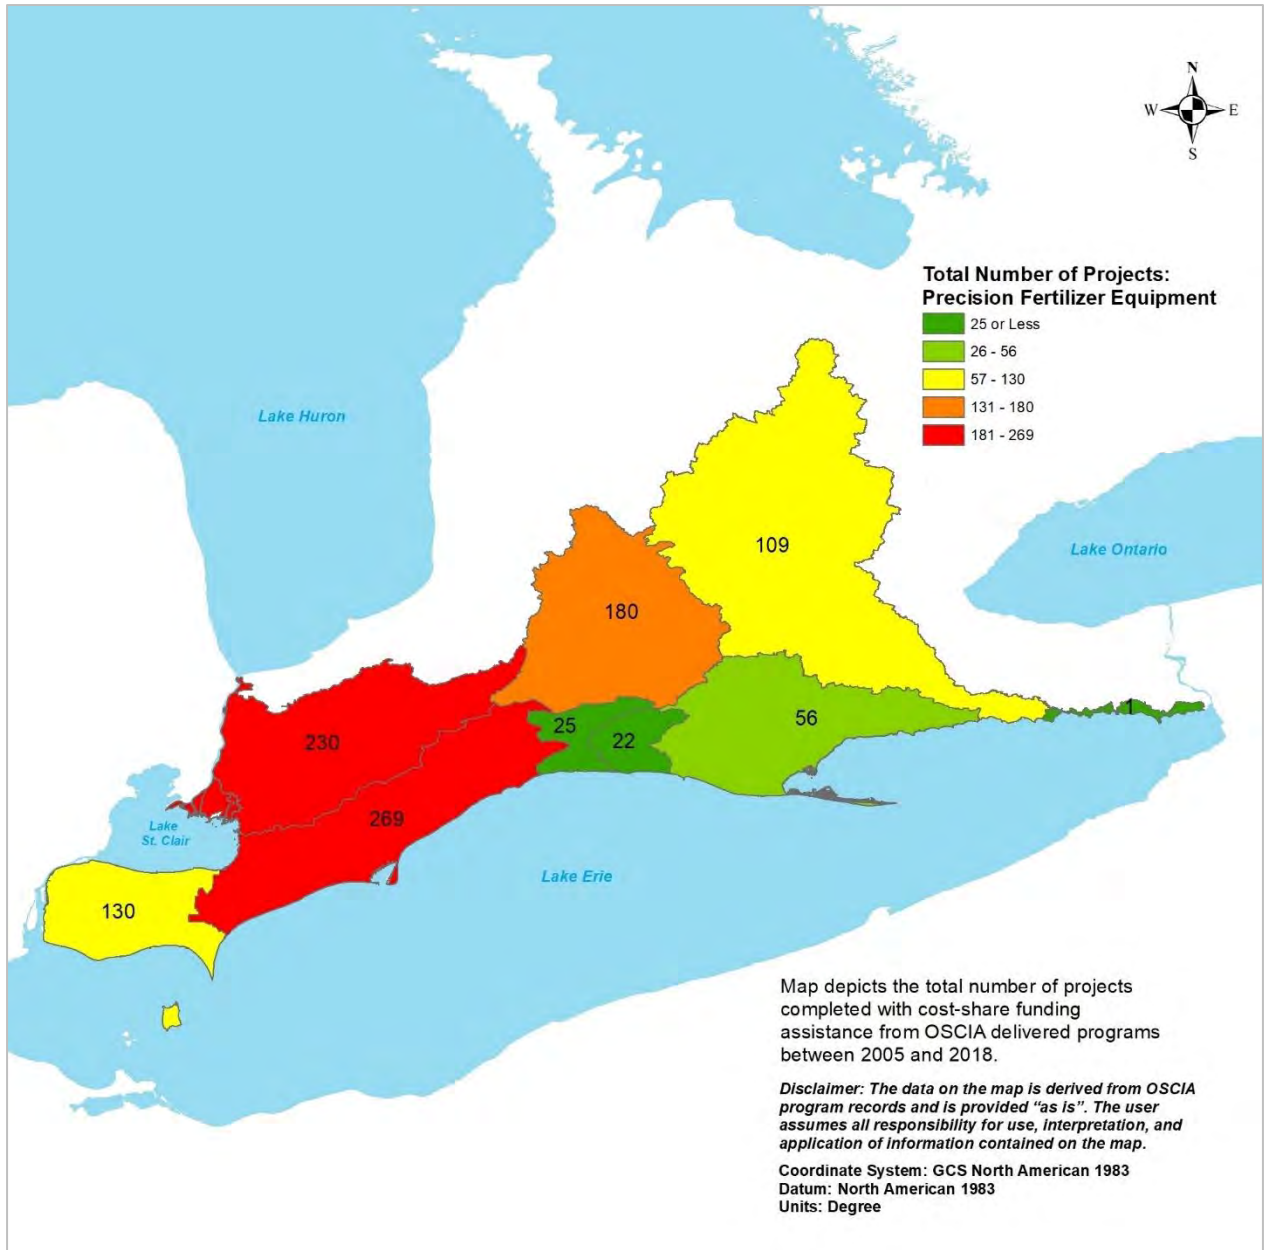 N
W E
S
Total Number of Projects:
Precision Fertilizer Equipment
25 or Less
26 - 56
57 - 130
131 - 180
181 - 269
Lake Huron
Lake Ontario
109
180
230
25
22
56
1
269
Lake
St. Clair
Lake Erie
130
Map depicts the total number of projects
completed with cost-share funding
assistance from OSCIA delivered programs
between 2005 and 2018.
Disclaimer: The data on the map is derived from OSCIA
program records and is provided “as is”. The user
assumes all responsibility for use, interpretation, and
application of information contained on the map.
Coordinate System: GCS North American 1983
Datum: North American 1983
Units: Degree